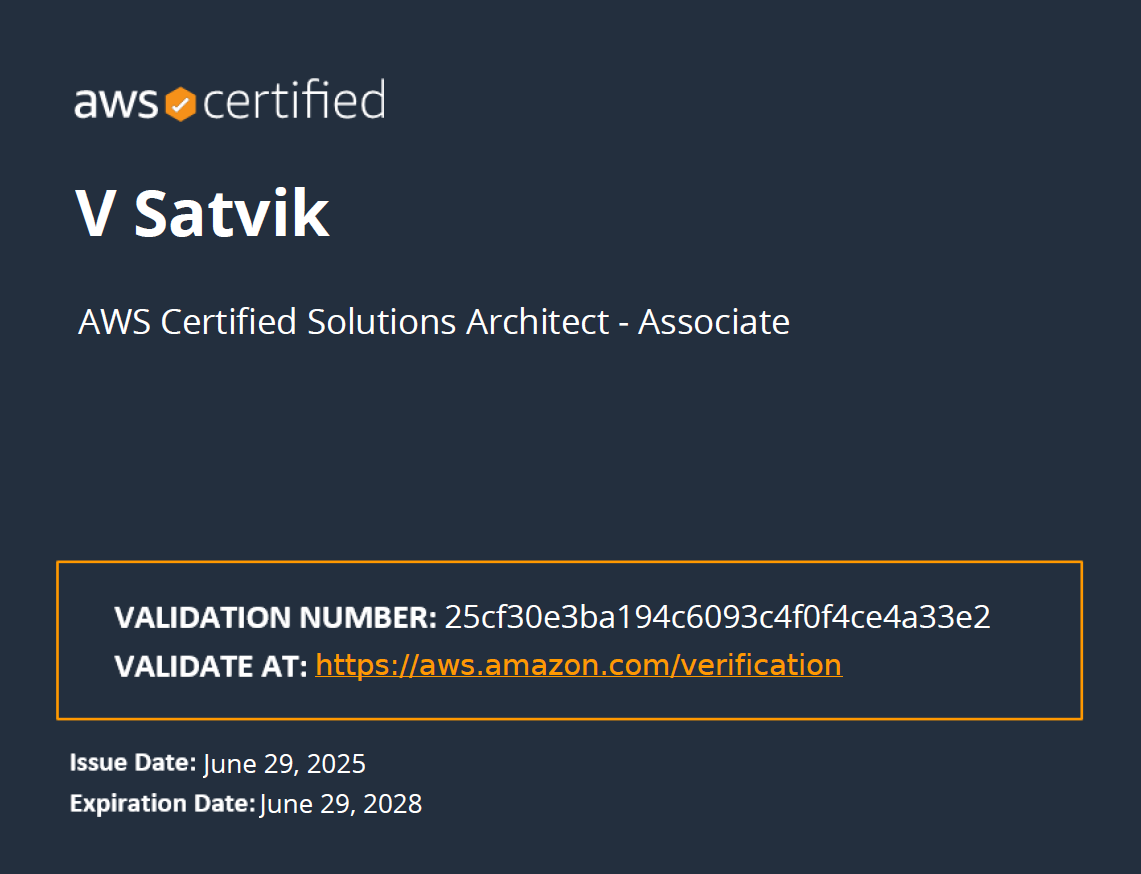 aws certified
V Satvik
AWS Certified Solutions Architect - Associate
VALIDATION NUMBER: 25cf30e3ba194c6093c4f0f4ce4a33e2
VALIDATE AT: https://aws.amazon.com/verification
Issue Date: June 29, 2025
Expiration Date: June 29, 2028